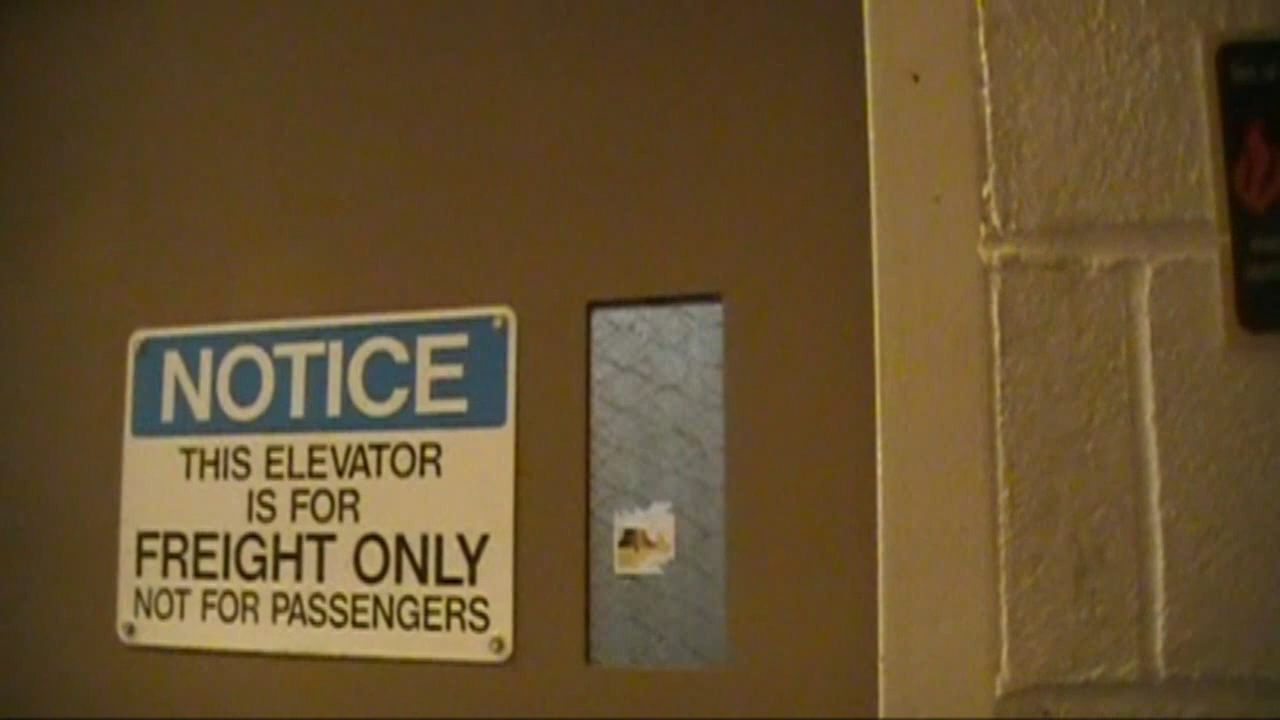 NOTICE
THIS ELEVATOR
IS FOR
FREIGHT ONLY
NOT FOR PASSENGERS